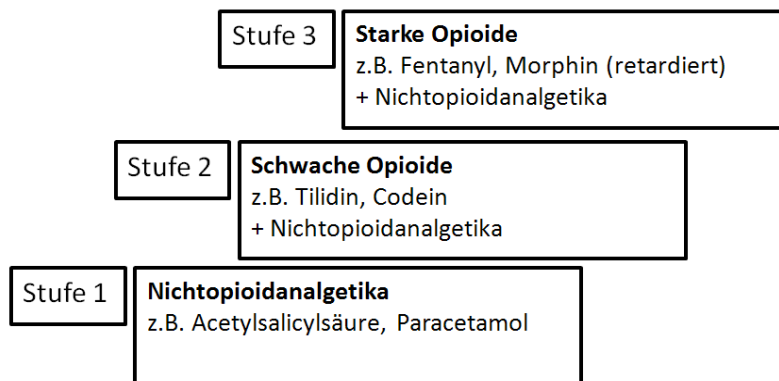 Stufe 3
Starke Opioide
z.B. Fentanyl, Morphin (retardiert)
+ Nichtopioidanalgetika
Stufe 2
Schwache Opioide
z.B. Tilidin, Codein
+ Nichtopioidanalgetika
Stufe 1
Nichtopioidanalgetika
z.B. Acetylsalicylsäure, Paracetamol